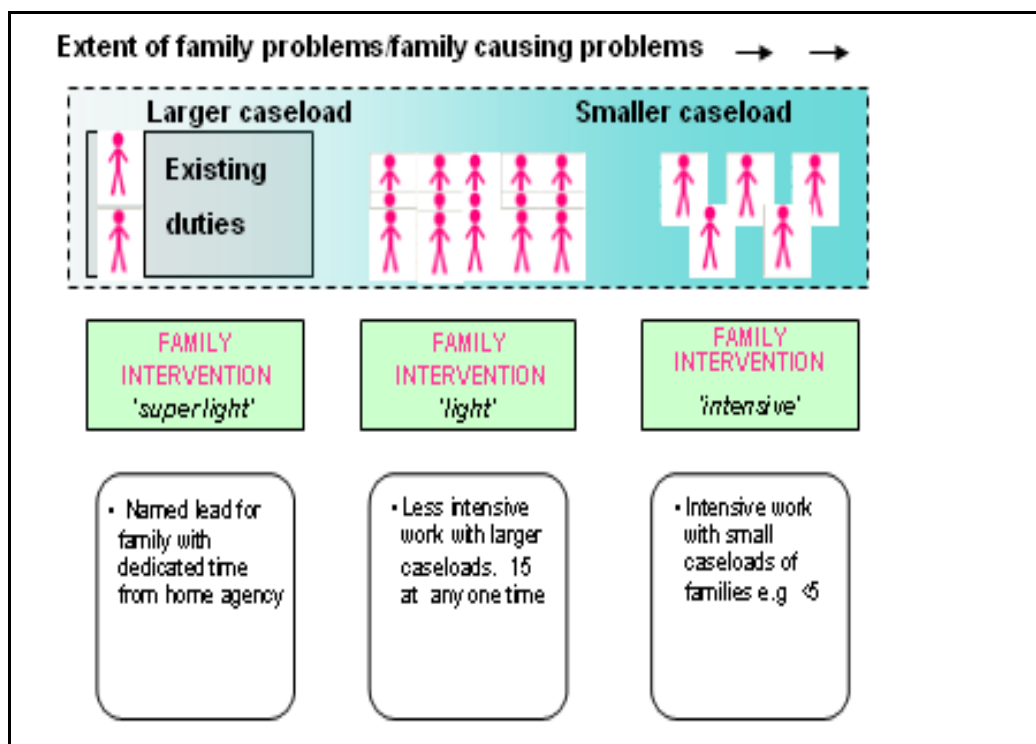 Extent of family problems/family causing problems → →
Larger caseload
Smaller caseload
Existing
duties
FAMILY
INTERVENTION
'super light'
FAMILY
INTERVENTION
'light'
FAMILY
INTERVENTION
'intensive'
• Named lead for
family with
dedicated time
from home agency
• Less intensive
work with larger
caseloads. 15
at any one time
• Intensive work
with small
caseloads of
families e.g <5